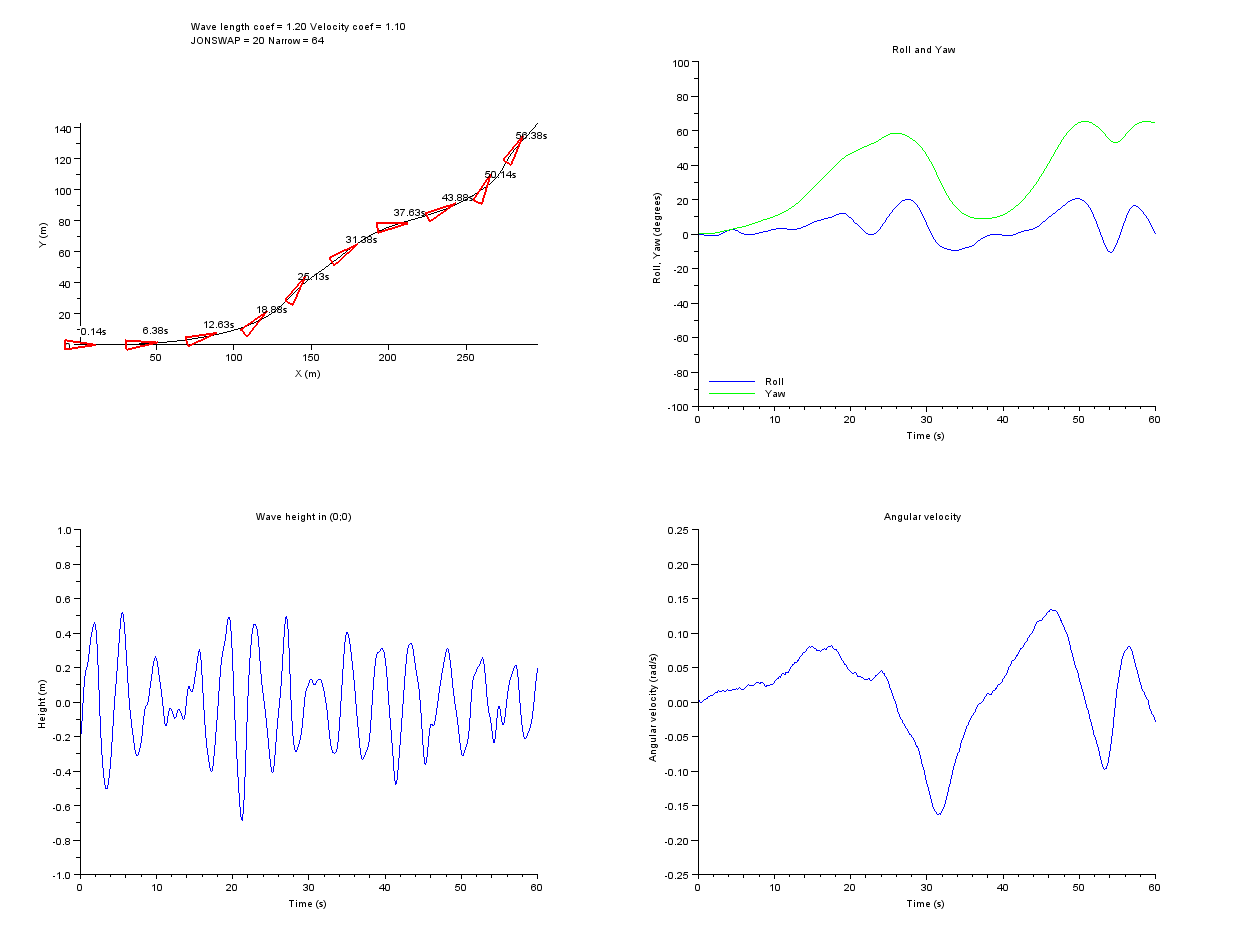 Wave length coef = 1.20 Velocity coef = 1.10
JONSWAP = 20 Narrow = 64
140
120
100
80
60
40
20
Y (m)
-0.14s
6.38s
12.63s
18.88s
25.13s
31.38s
37.63s
43.88s
50.14s
56.38s
0
50
100
150
200
250
X (m)
Roll and Yaw
100
80
60
40
20
0
-20
-40
-60
-80
-100
Roll, Yaw (degrees)
Roll
Yaw
0
10
20
30
40
50
60
Time (s)
Wave height in (0;0)
1.0
0.8
0.6
0.4
0.2
0.0
-0.2
-0.4
-0.6
-0.8
-1.0
Height (m)
0
10
20
30
40
50
60
Time (s)
Angular velocity
0.25
0.20
0.15
0.10
0.05
0.00
-0.05
-0.10
-0.15
-0.20
-0.25
Angular velocity (rad/s)
0
10
20
30
40
50
60
Time (s)